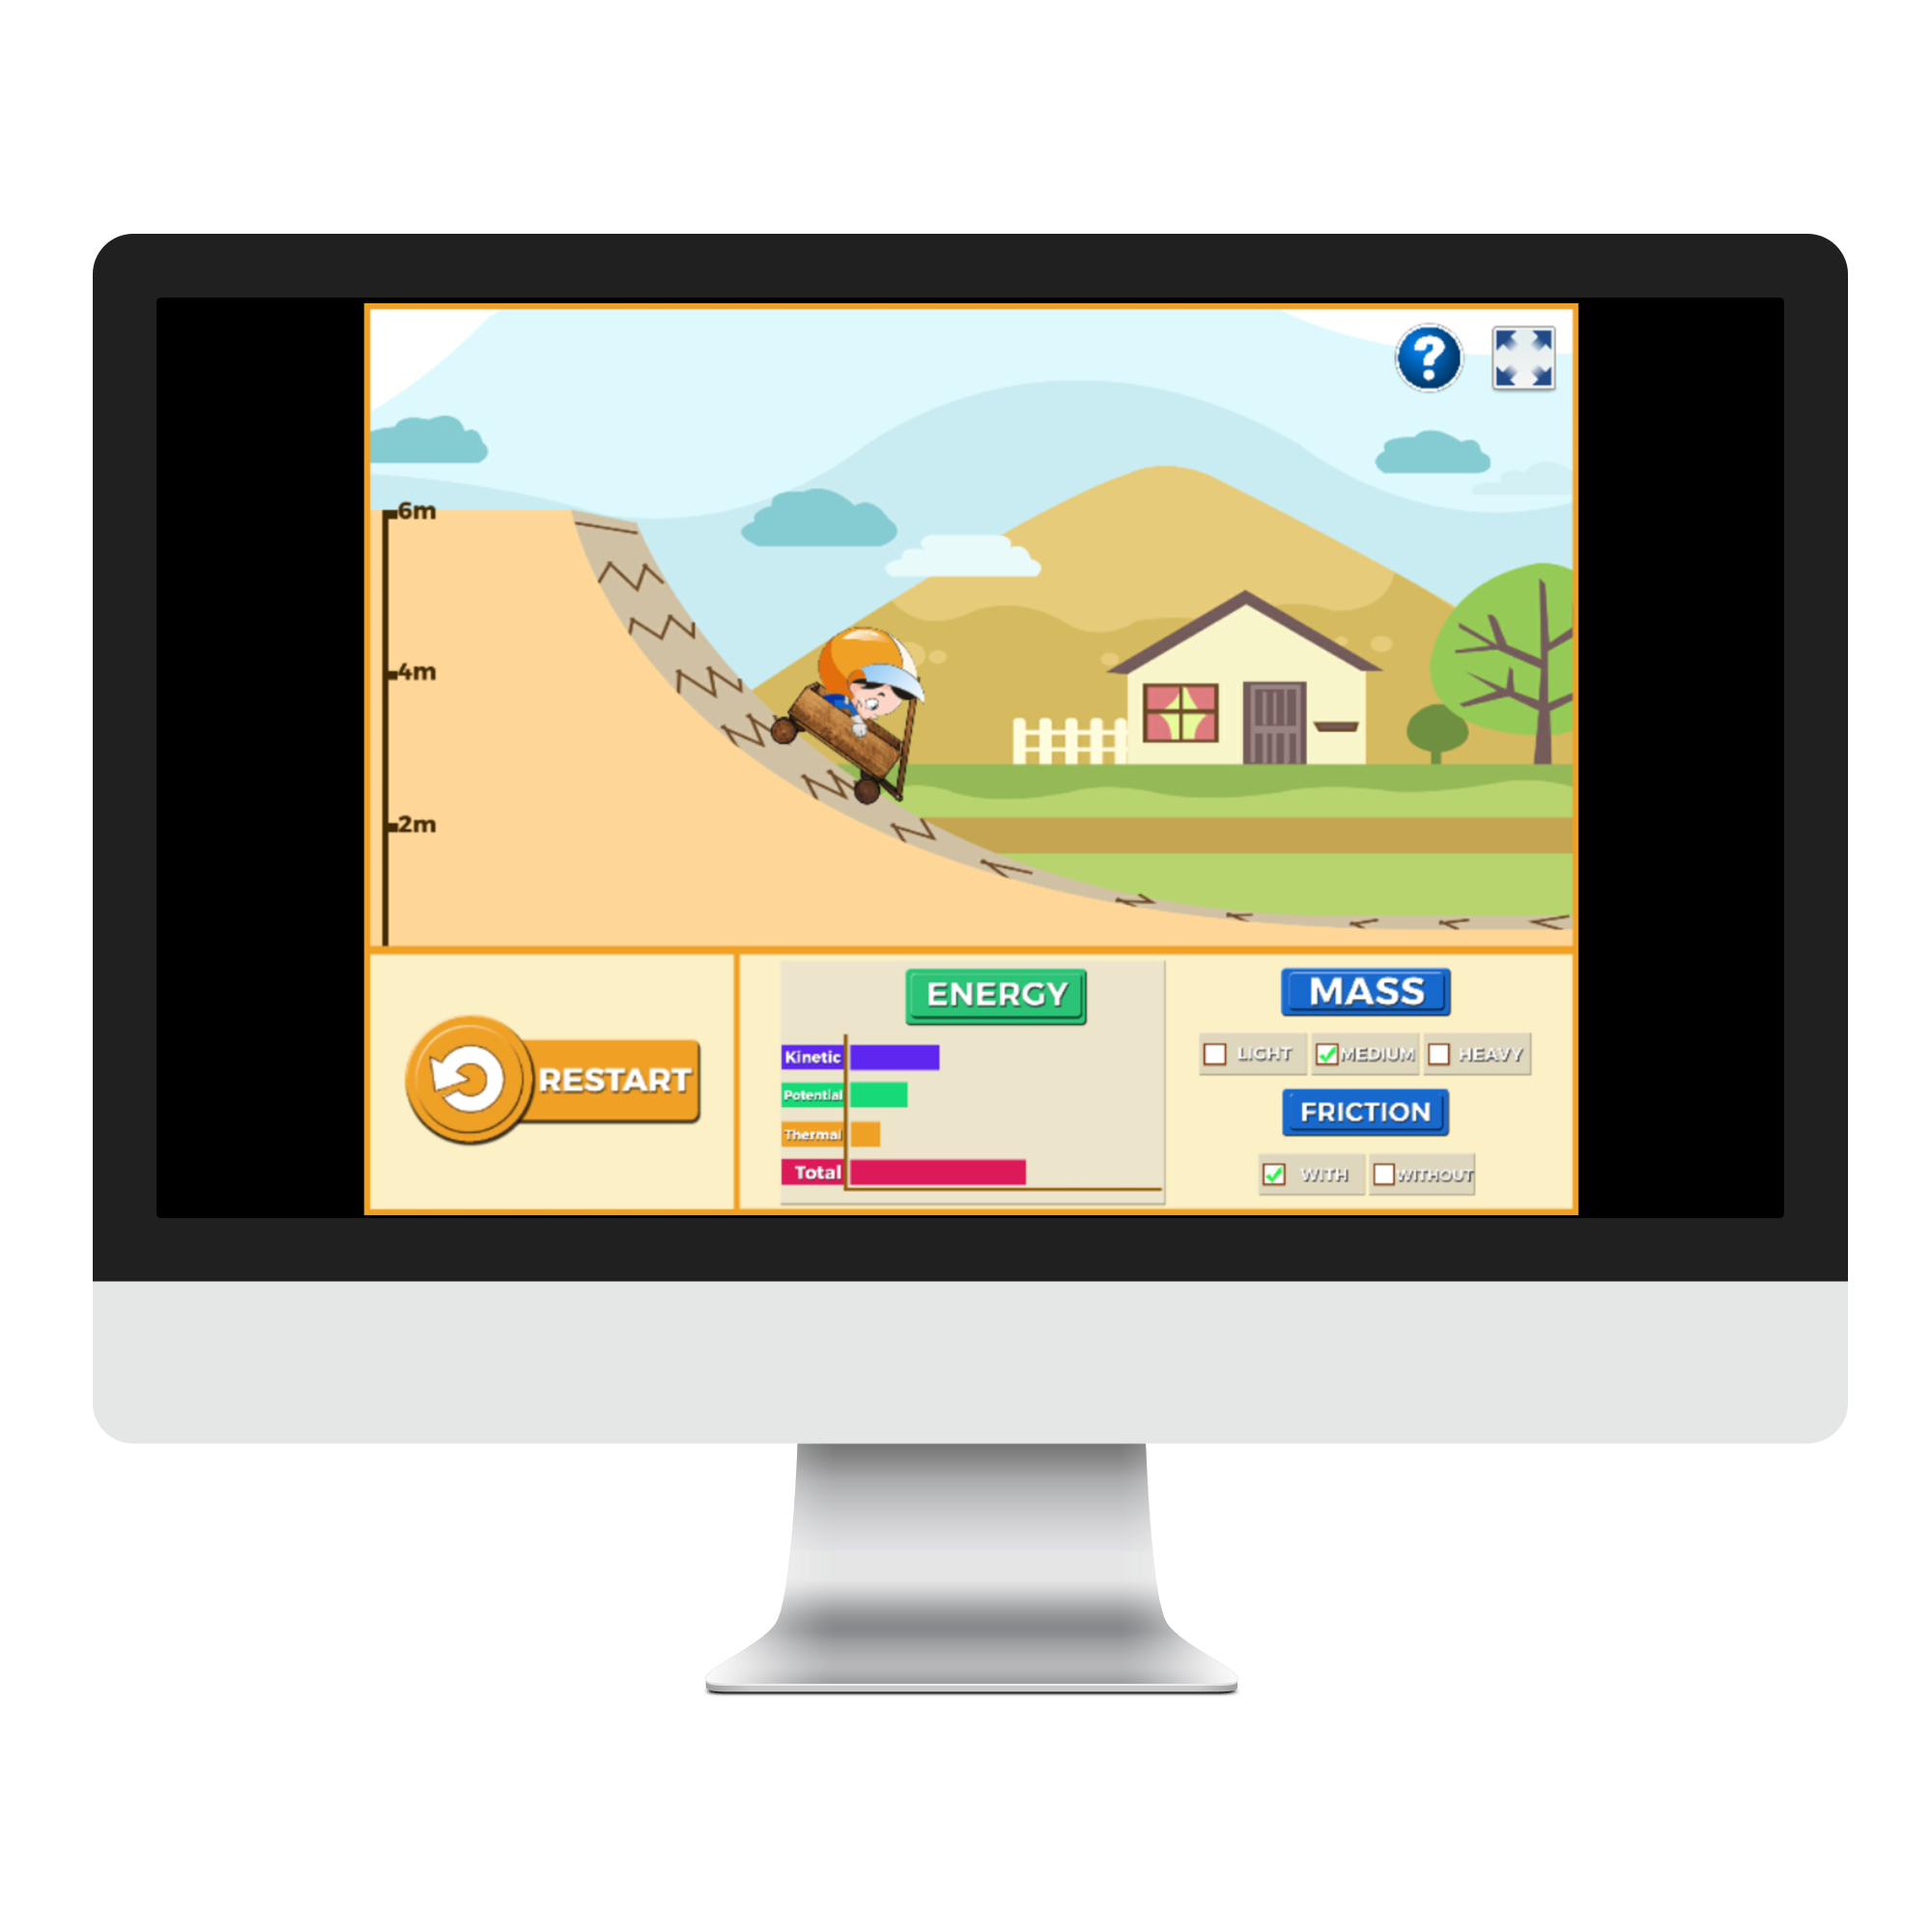 ?
6m
4m
2m
RESTART
ENERGY
Kinetic
Potential
Thermal
Total
MASS
LIGHT
MEDIUM
HEAVY
FRICTION
WITH
WITHOUT